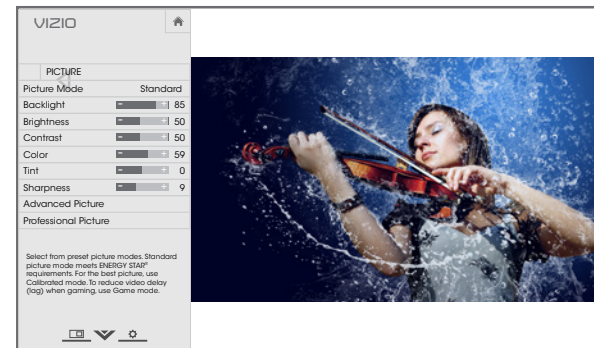 VIZIO
PICTURE
Picture Mode Standard
Backlight 85
Brightness 50
Contrast 50
Color 59
Tint 0
Sharpness 9
Advanced Picture
Professional Picture
Select from preset picture modes. Standard
picture mode meets ENERGY STAR®
requirements. For the best picture, use
Calibrated mode. To reduce video delay
(lag) when gaming, use Game mode.